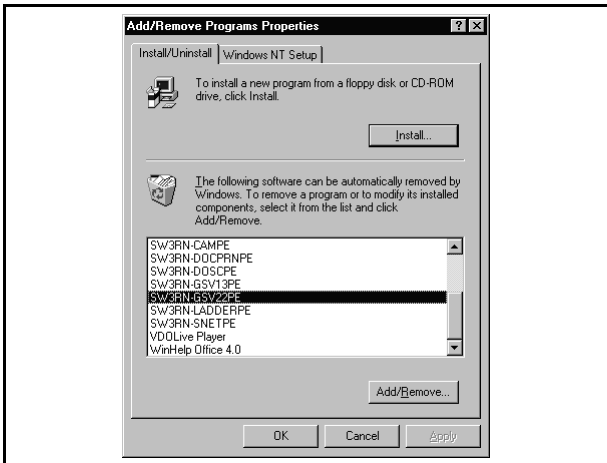 Add/Remove Programs Properties
Install/Uninstall
Windows NT Setup
To install a new program from a floppy disk or CD-ROM
drive, click Install.
Install...
The following software can be automatically removed by
Windows. To remove a program or to modify its installed
components, select it from the list and click
Add/Remove.
SW3RN-CAMPE
SW3RN-DOCPRNPE
SW3RN-DOSCPE
SW3RN-GSV13PE
SW3RN-GSV22PE
SW3RN-LADDERPE
SW3RN-SNETPE
VDOLive Player
WinHelp Office 4.0
Add/Remove...
OK
Cancel
Apply